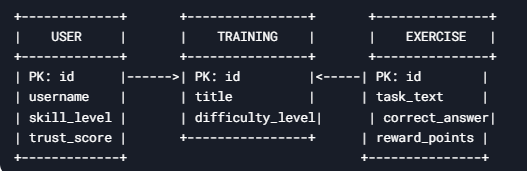 +-------------+      +---------------+      +---------------+
|    USER     |      |    TRAINING    |     |   EXERCISE    |
+-------------+      +---------------+      +---------------+
| PK: id      |------>| PK: id         |<-----| PK: id        |
| username    |      | title          |     | task_text     |
| skill_level |      | difficulty_level|     | correct_answer|
| trust_score |      +---------------+     | reward_points |
+-------------+                            +---------------+